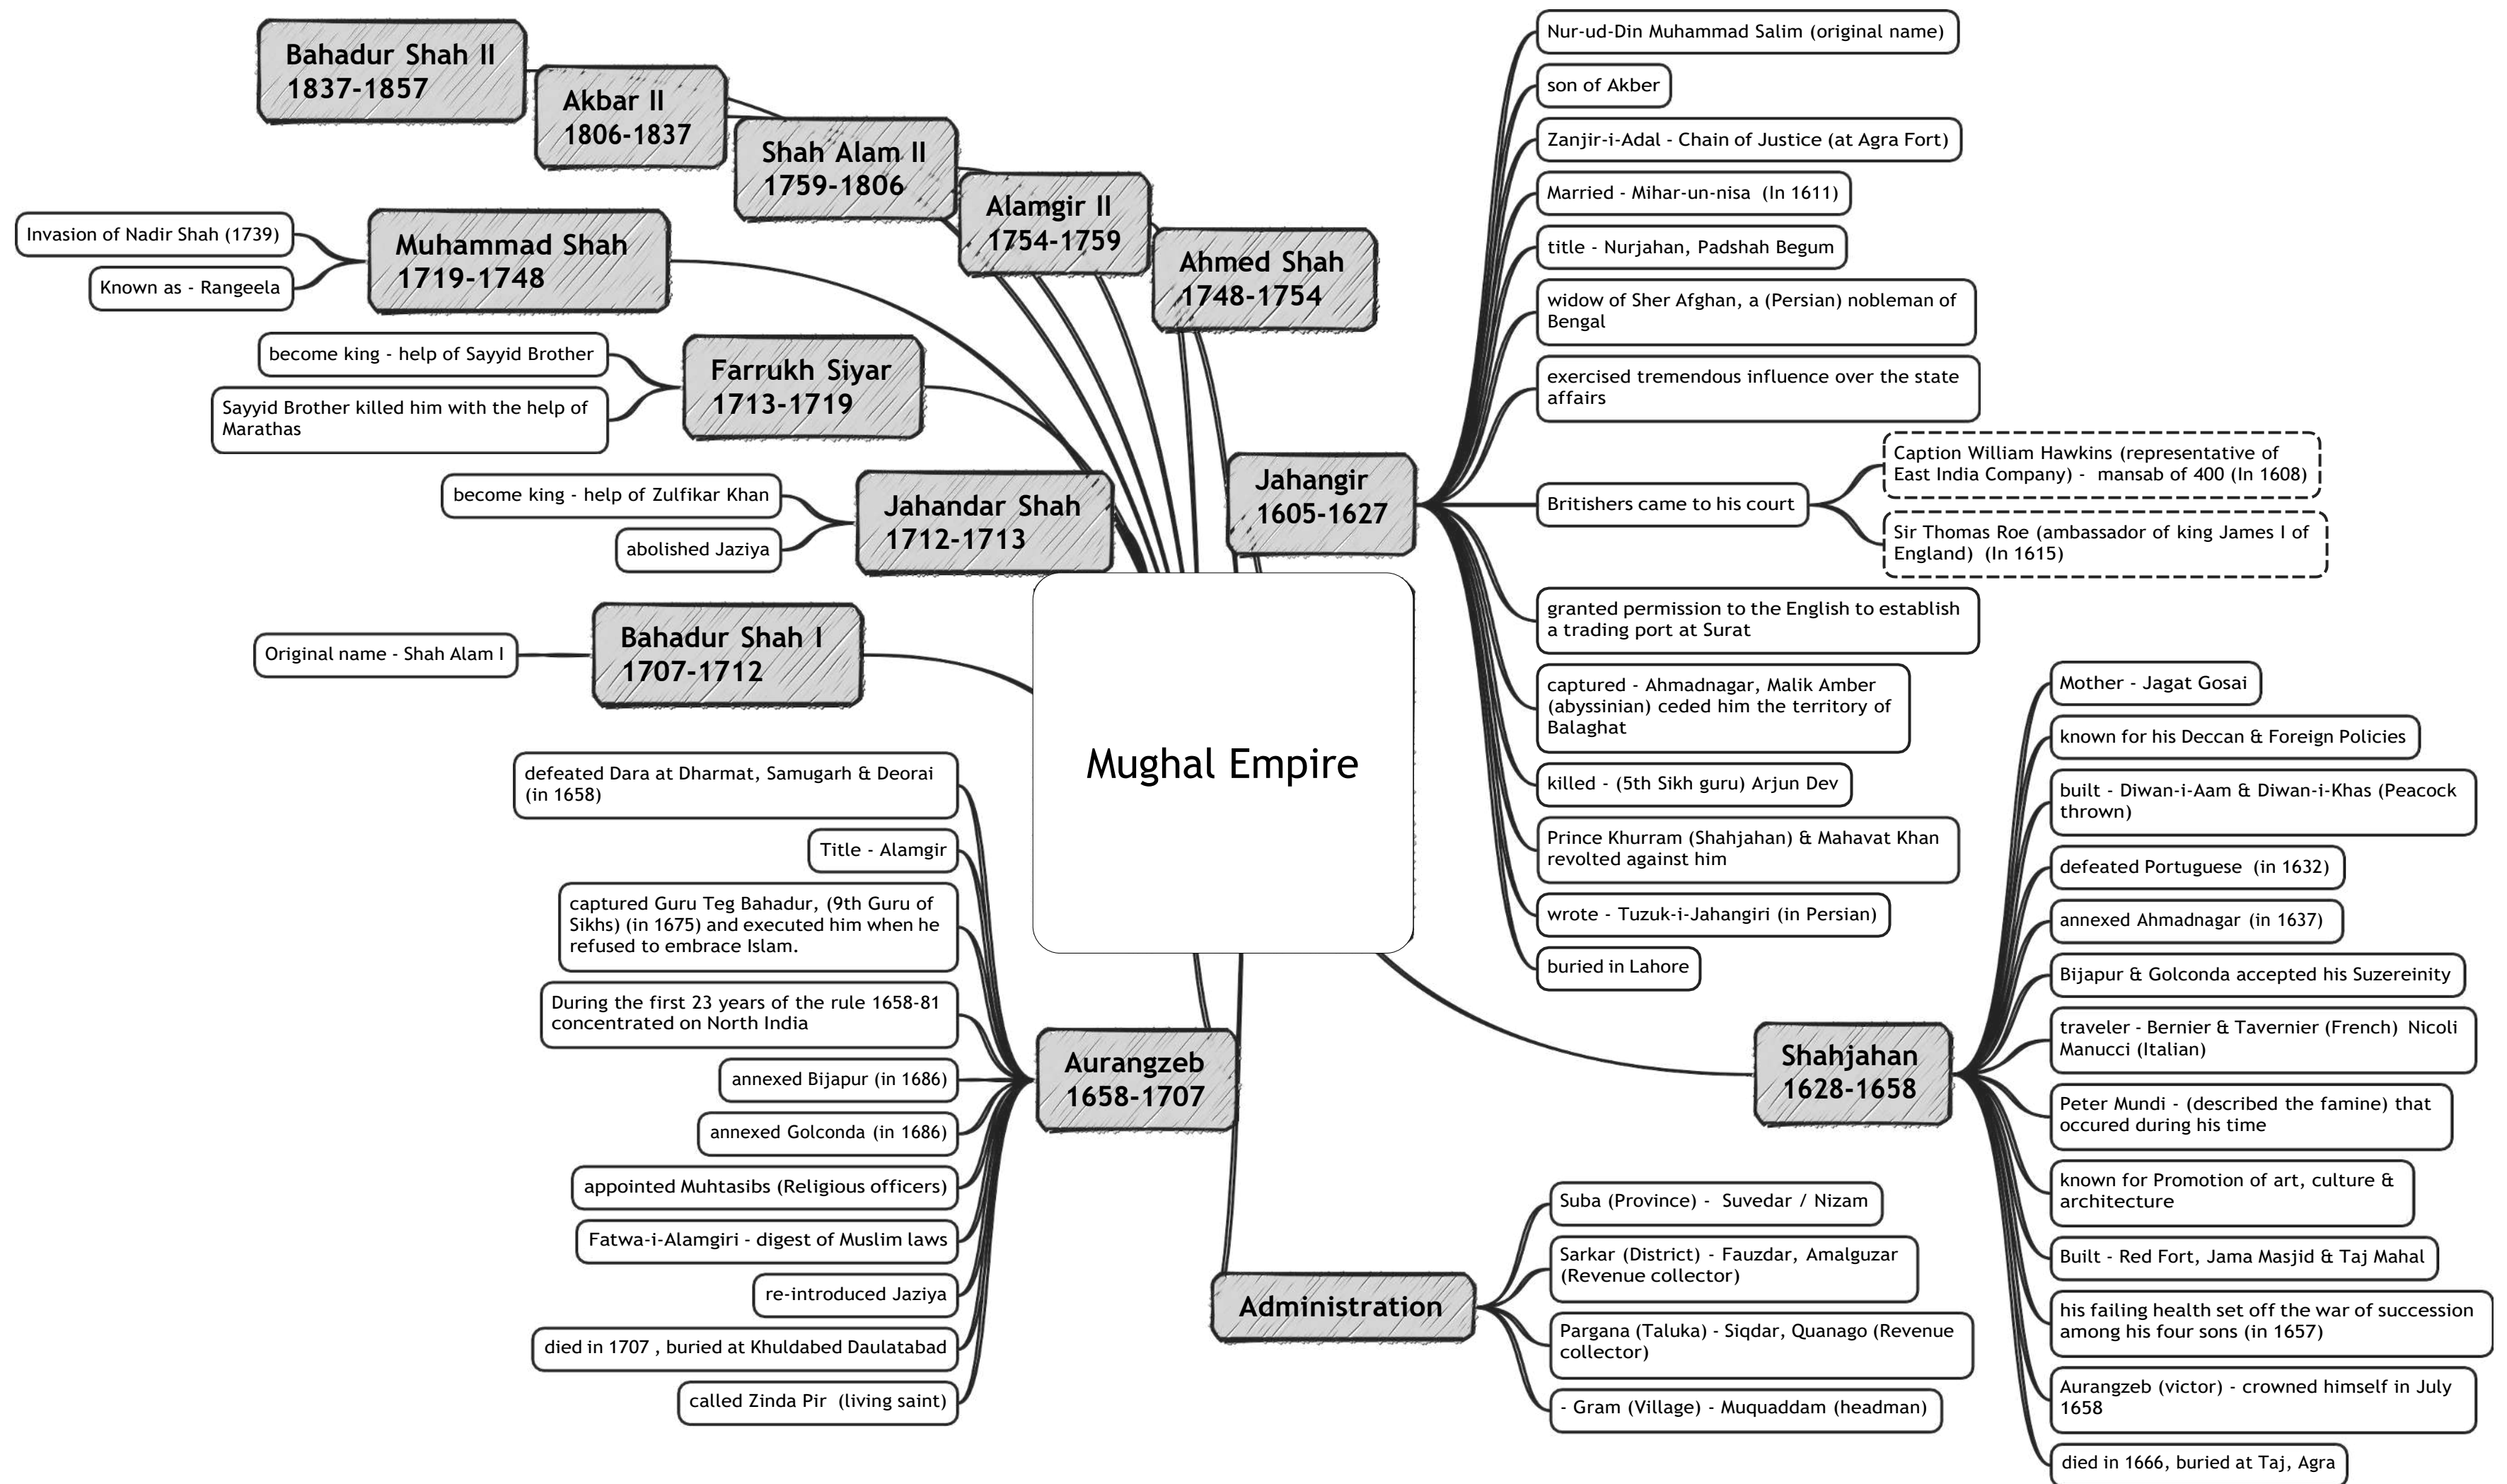 Mughal Empire
Jahangir
1605-1627
Nur-ud-Din Muhammad Salim (original name)
son of Akber
Zanjir-i-Adal - Chain of Justice (at Agra Fort)
Married - Mihar-un-nisa  (In 1611)
title - Nurjahan, Padshah Begum
widow of Sher Afghan, a (Persian) nobleman of
Bengal
exercised tremendous influence over the state
affairs
Britishers came to his court
Caption William Hawkins (representative of
East India Company) -  mansab of 400 (In 1608)
Sir Thomas Roe (ambassador of king James I of
England)  (In 1615)
granted permission to the English to establish
a trading port at Surat
captured - Ahmadnagar, Malik Amber
(abyssinian) ceded him the territory of
Balaghat
killed - (5th Sikh guru) Arjun Dev
Prince Khurram (Shahjahan) & Mahavat Khan
revolted against him
wrote - Tuzuk-i-Jahangiri (in Persian)
buried in Lahore
Shahjahan
1628-1658
Mother - Jagat Gosai
known for his Deccan & Foreign Policies
built - Diwan-i-Aam & Diwan-i-Khas (Peacock
thrown)
defeated Portuguese  (in 1632)
annexed Ahmadnagar (in 1637)
Bijapur & Golconda accepted his Suzereinity
traveler - Bernier & Tavernier (French)  Nicoli
Manucci (Italian)
Peter Mundi - (described the famine) that
occured during his time
known for Promotion of art, culture &
architecture
Built - Red Fort, Jama Masjid & Taj Mahal
his failing health set off the war of succession
among his four sons (in 1657)
Aurangzeb (victor) - crowned himself in July
1658
died in 1666, buried at Taj, Agra
Administration
Suba (Province) -  Suvedar / Nizam
Sarkar (District) - Fauzdar, Amalguzar
(Revenue collector)
Pargana (Taluka) - Siqdar, Quanago (Revenue
collector)
- Gram (Village) - Muquaddam (headman)
Aurangzeb
1658-1707
defeated Dara at Dharmat, Samugarh & Deorai
(in 1658)
Title - Alamgir
captured Guru Teg Bahadur, (9th Guru of
Sikhs) (in 1675) and executed him when he
refused to embrace Islam.
During the first 23 years of the rule 1658-81
concentrated on North India
annexed Bijapur (in 1686)
annexed Golconda (in 1686)
appointed Muhtasibs (Religious officers)
Fatwa-i-Alamgiri - digest of Muslim laws
re-introduced Jaziya
died in 1707 , buried at Khuldabed Daulatabad
called Zinda Pir  (living saint)
Bahadur Shah I
1707-1712
Original name - Shah Alam I
Jahandar Shah
1712-1713
become king - help of Zulfikar Khan
abolished Jaziya
Farrukh Siyar
1713-1719
become king - help of Sayyid Brother
Sayyid Brother killed him with the help of
Marathas
Muhammad Shah
1719-1748
Invasion of Nadir Shah (1739)
Known as - Rangeela
Ahmed Shah
1748-1754
Alamgir II
1754-1759
Shah Alam II
1759-1806
Akbar II
1806-1837
Bahadur Shah II
1837-1857